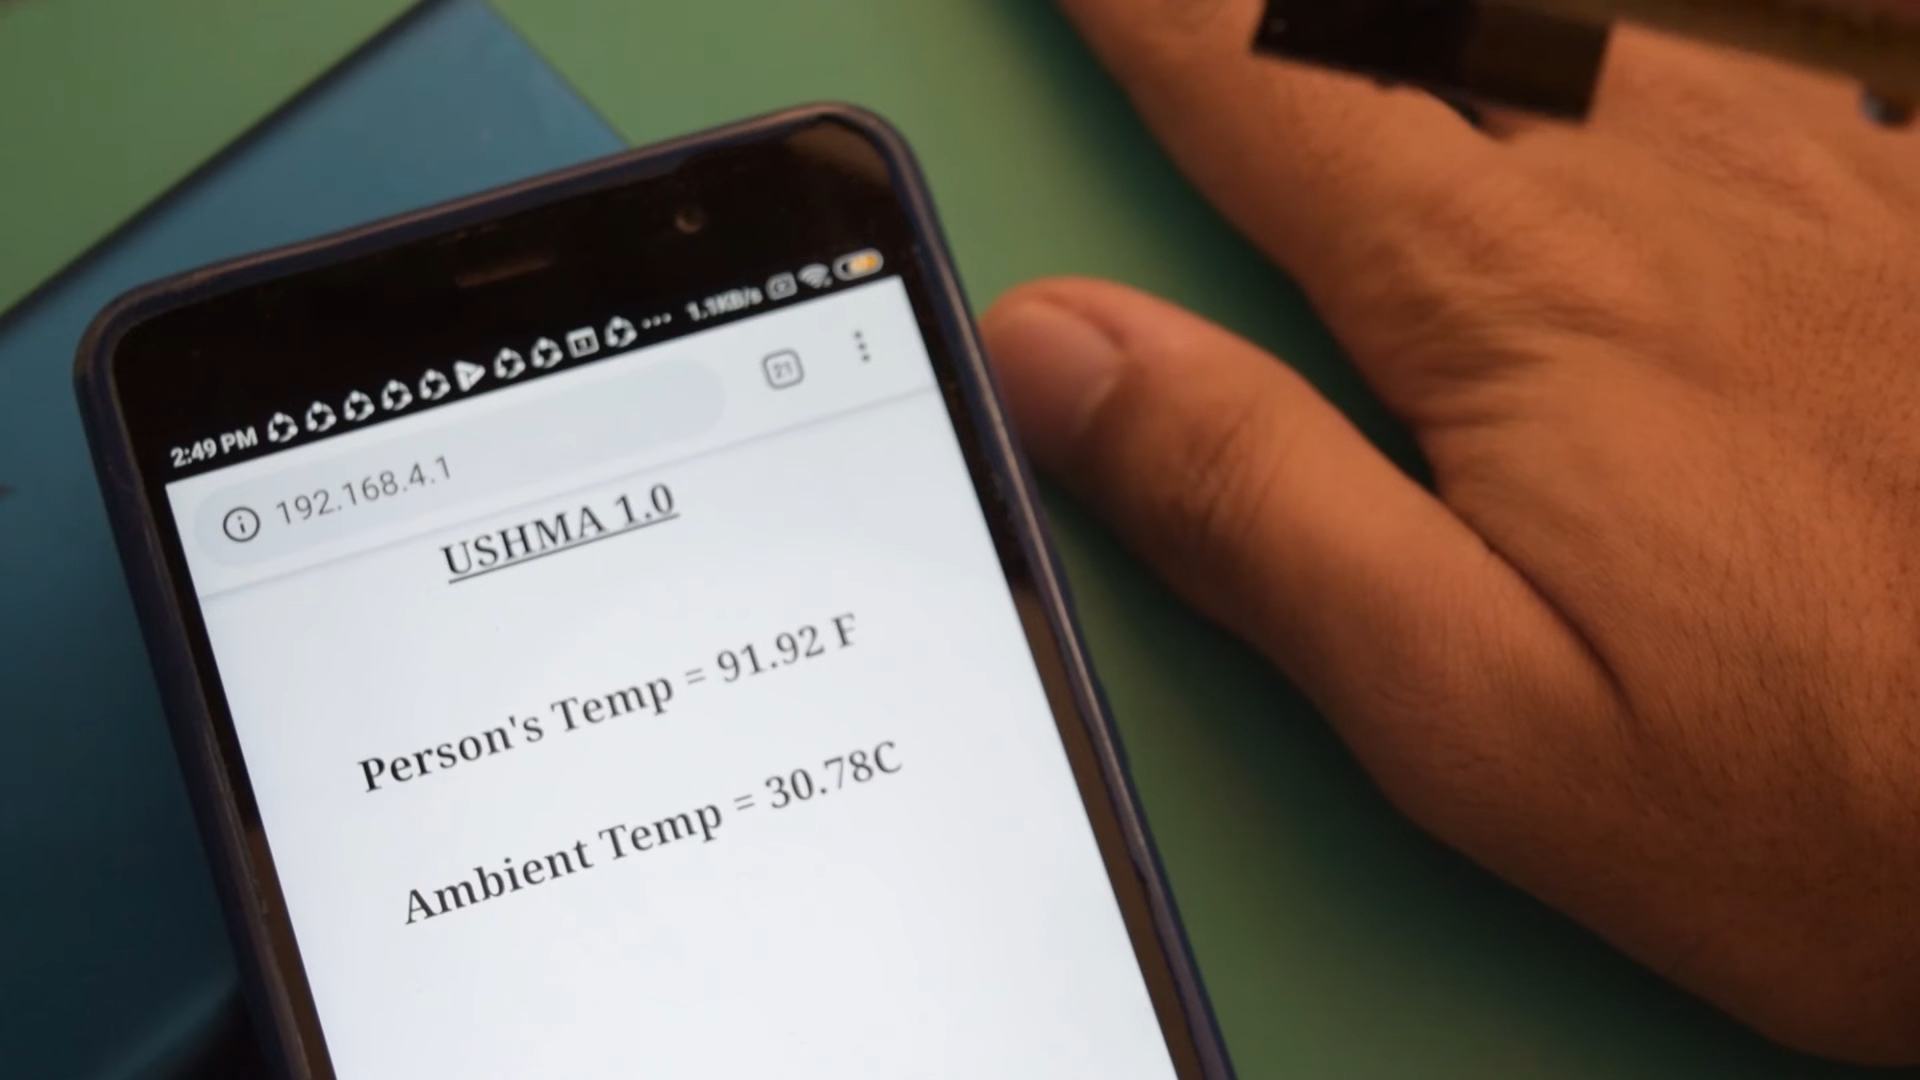 2:49 PM ... 1.1KB/s
21
192.168.4.1
USHMA 1.0
Person's Temp = 91.92 F
Ambient Temp = 30.78C